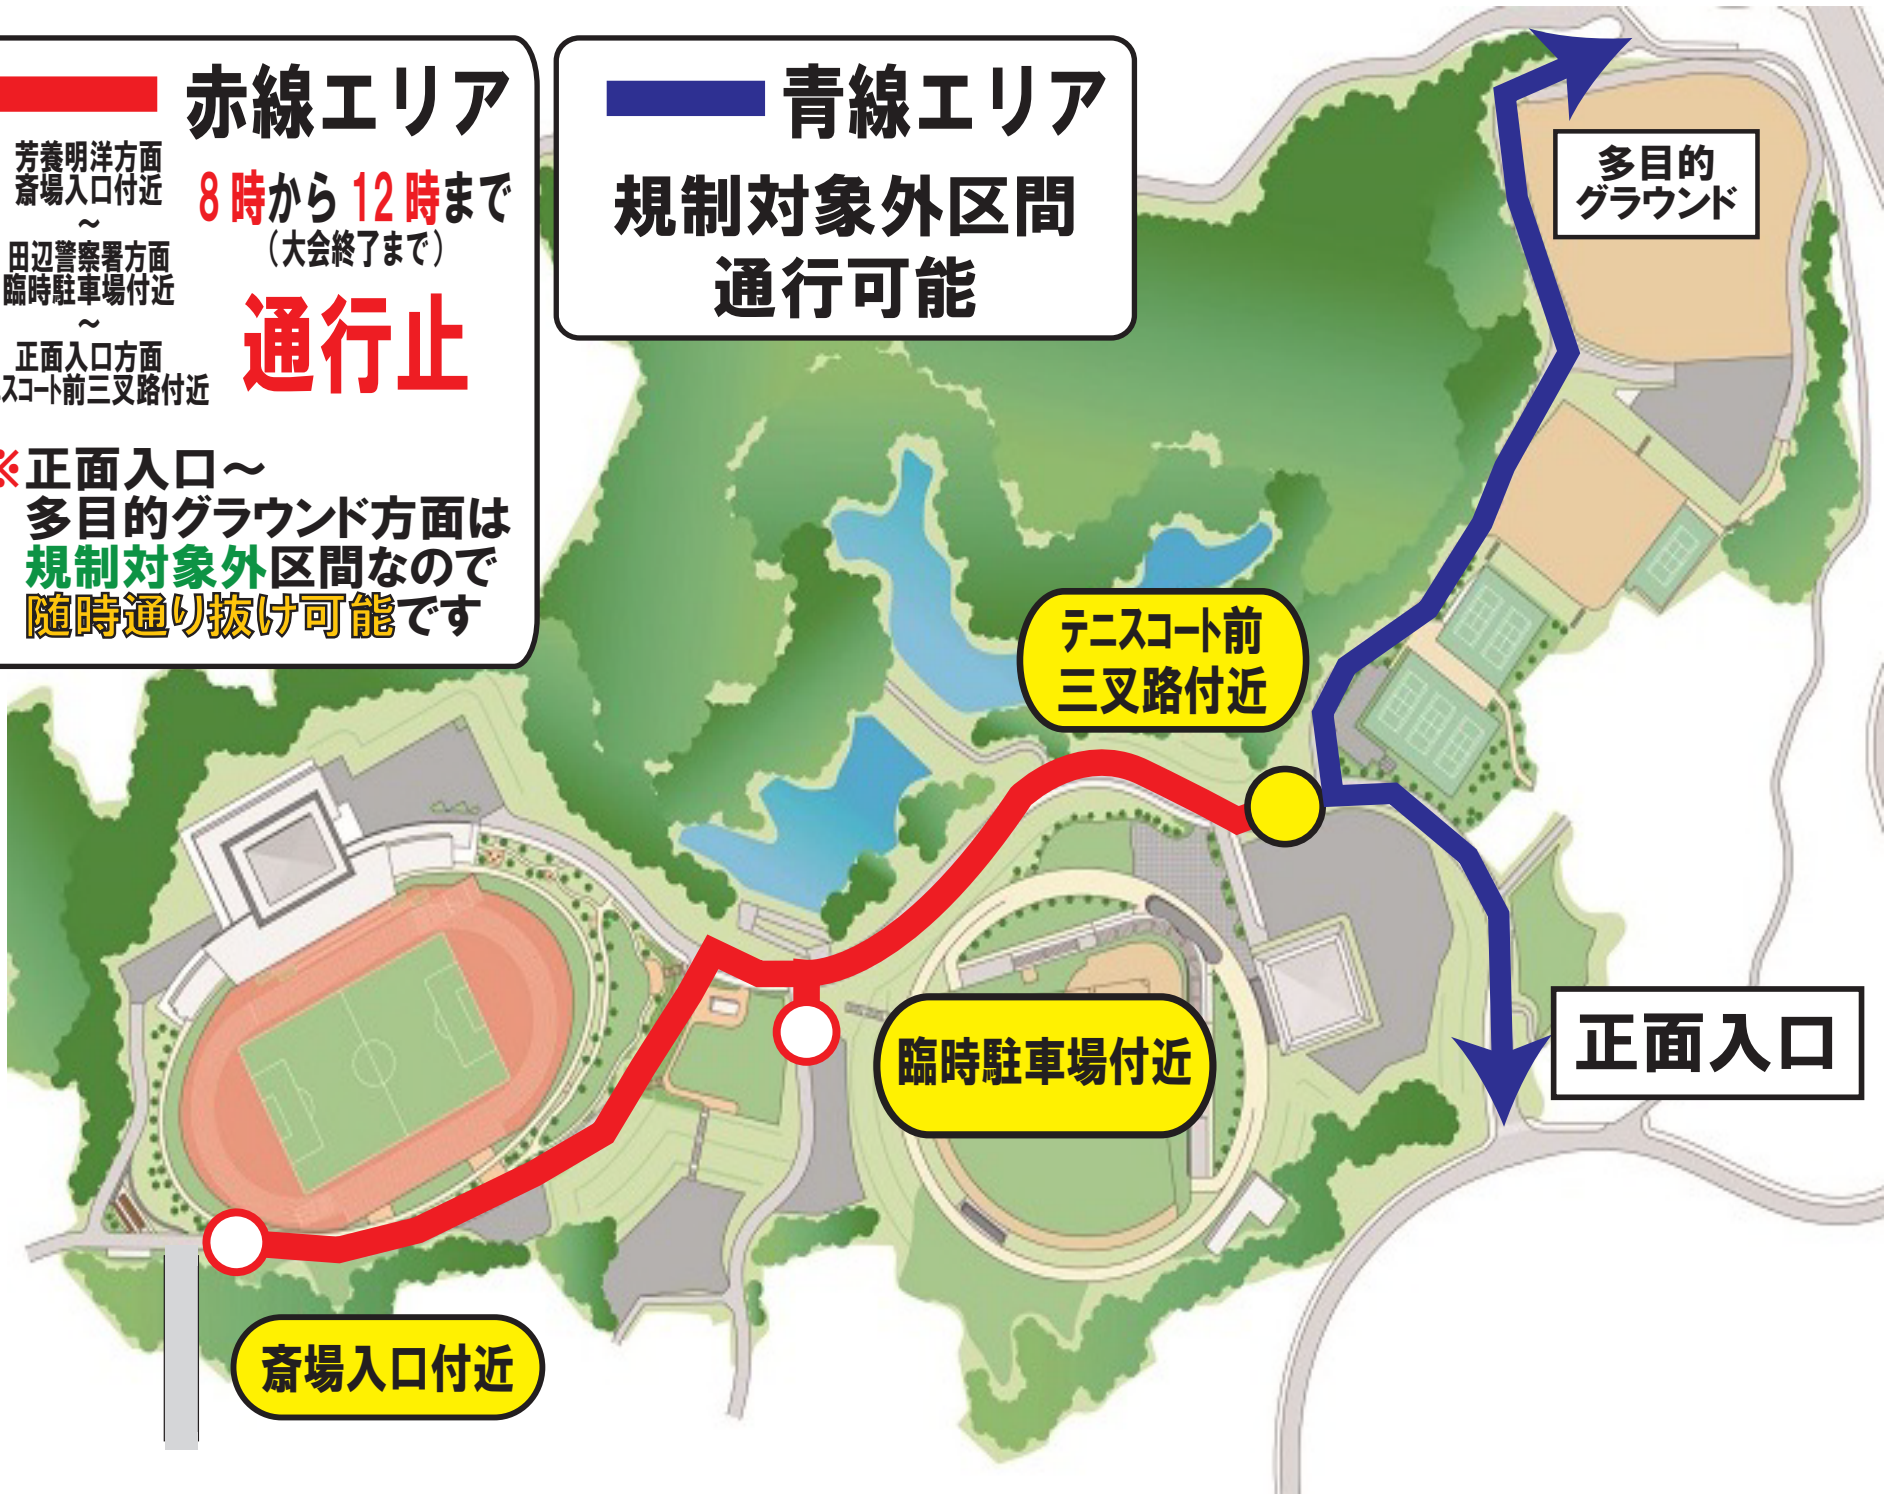 赤線エリア
芳養明洋方面
斎場入口付近
~
田辺警察署方面
臨時駐車場付近
~
正面入口方面
スコート前三叉路付近
8時から12時まで
(大会終了まで)
通行止
※正面入口~
多目的グラウンド方面は
規制対象外区間なので
随時通り抜け可能です
青線エリア
規制対象外区間
通行可能
多目的
グラウンド
テニスコート前
三叉路付近
臨時駐車場付近
正面入口
斎場入口付近